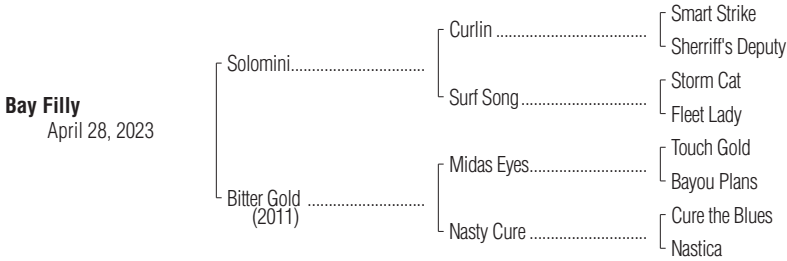 Bay Filly
April 28, 2023
Solomini..............................
Bitter Gold ..........................
(2011)
Curlin ....................................
Surf Song..............................
Midas Eyes............................
Nasty Cure ............................
Smart Strike
Sherriff's Deputy
Storm Cat
Fleet Lady
Touch Gold
Bayou Plans
Cure the Blues
Nastica